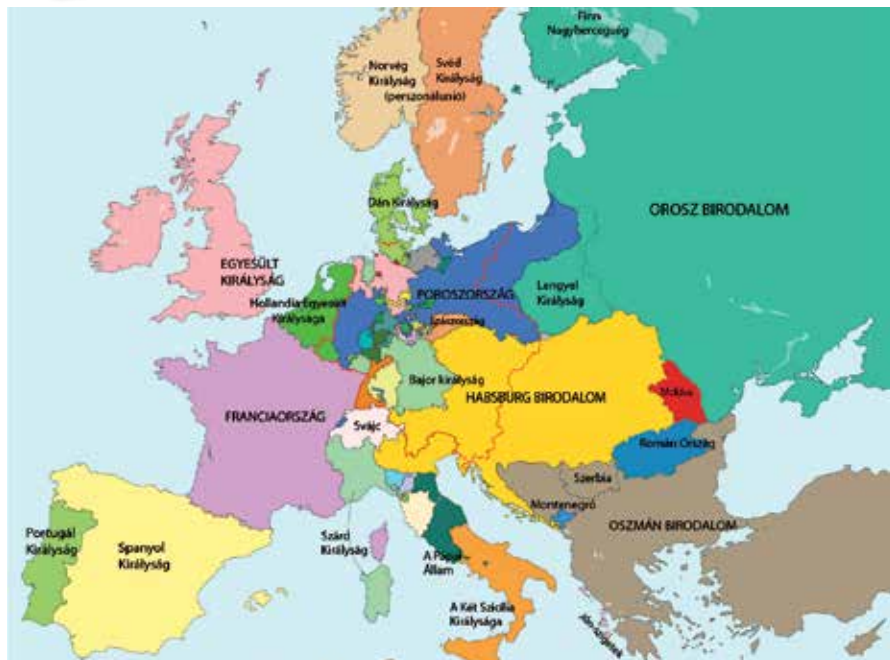 Finn
Nagyhercegség
Norvég
Királyság
Svéd
Királyság
(perszonálunió)
Dán Királyság
OROSZ BIRODALOM
EGYESÜLT
KIRÁLYSÁG
Hollandia Egyesült
Királysága
POROSZORSZÁG
Lengyel
Királyság
Szászország
Bajor királyság
HABSBURG BIRODALOM
Moldva
FRANCIAORSZÁG
Svájc
Román Ország
Szerbia
Montenegró
OSZMÁN BIRODALOM
Portugál
Királyság
Spanyol
Királyság
Szárd
Királyság
A Pápai
Állam
A Két Szicília
Királysága
Jón-szigetek